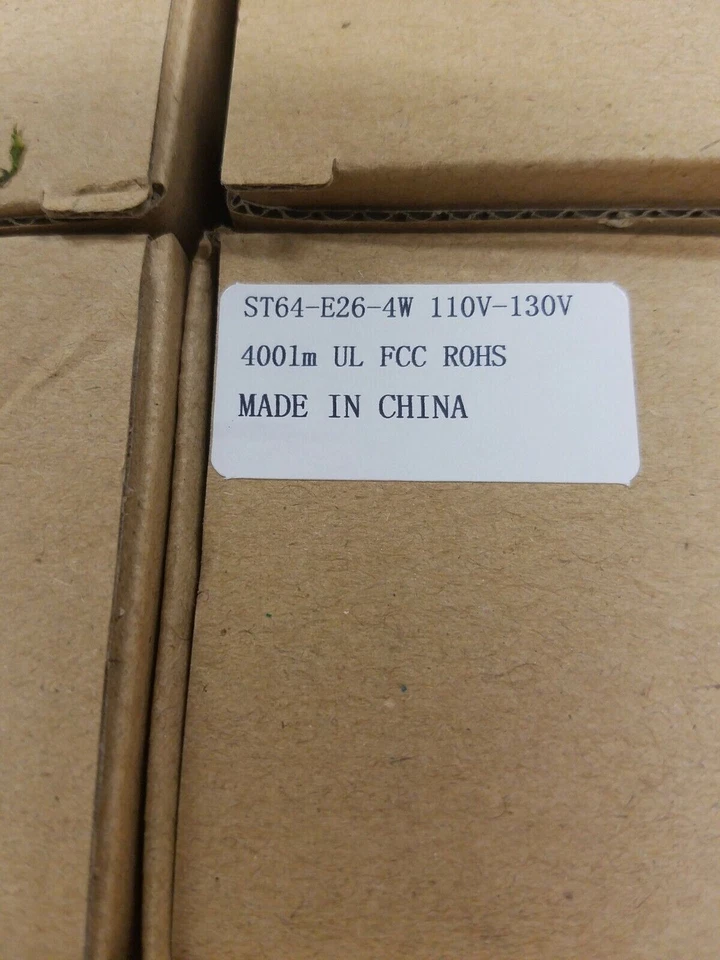 ST64-E26-4W 110V-130V
400lm UL FCC ROHS
MADE IN CHINA